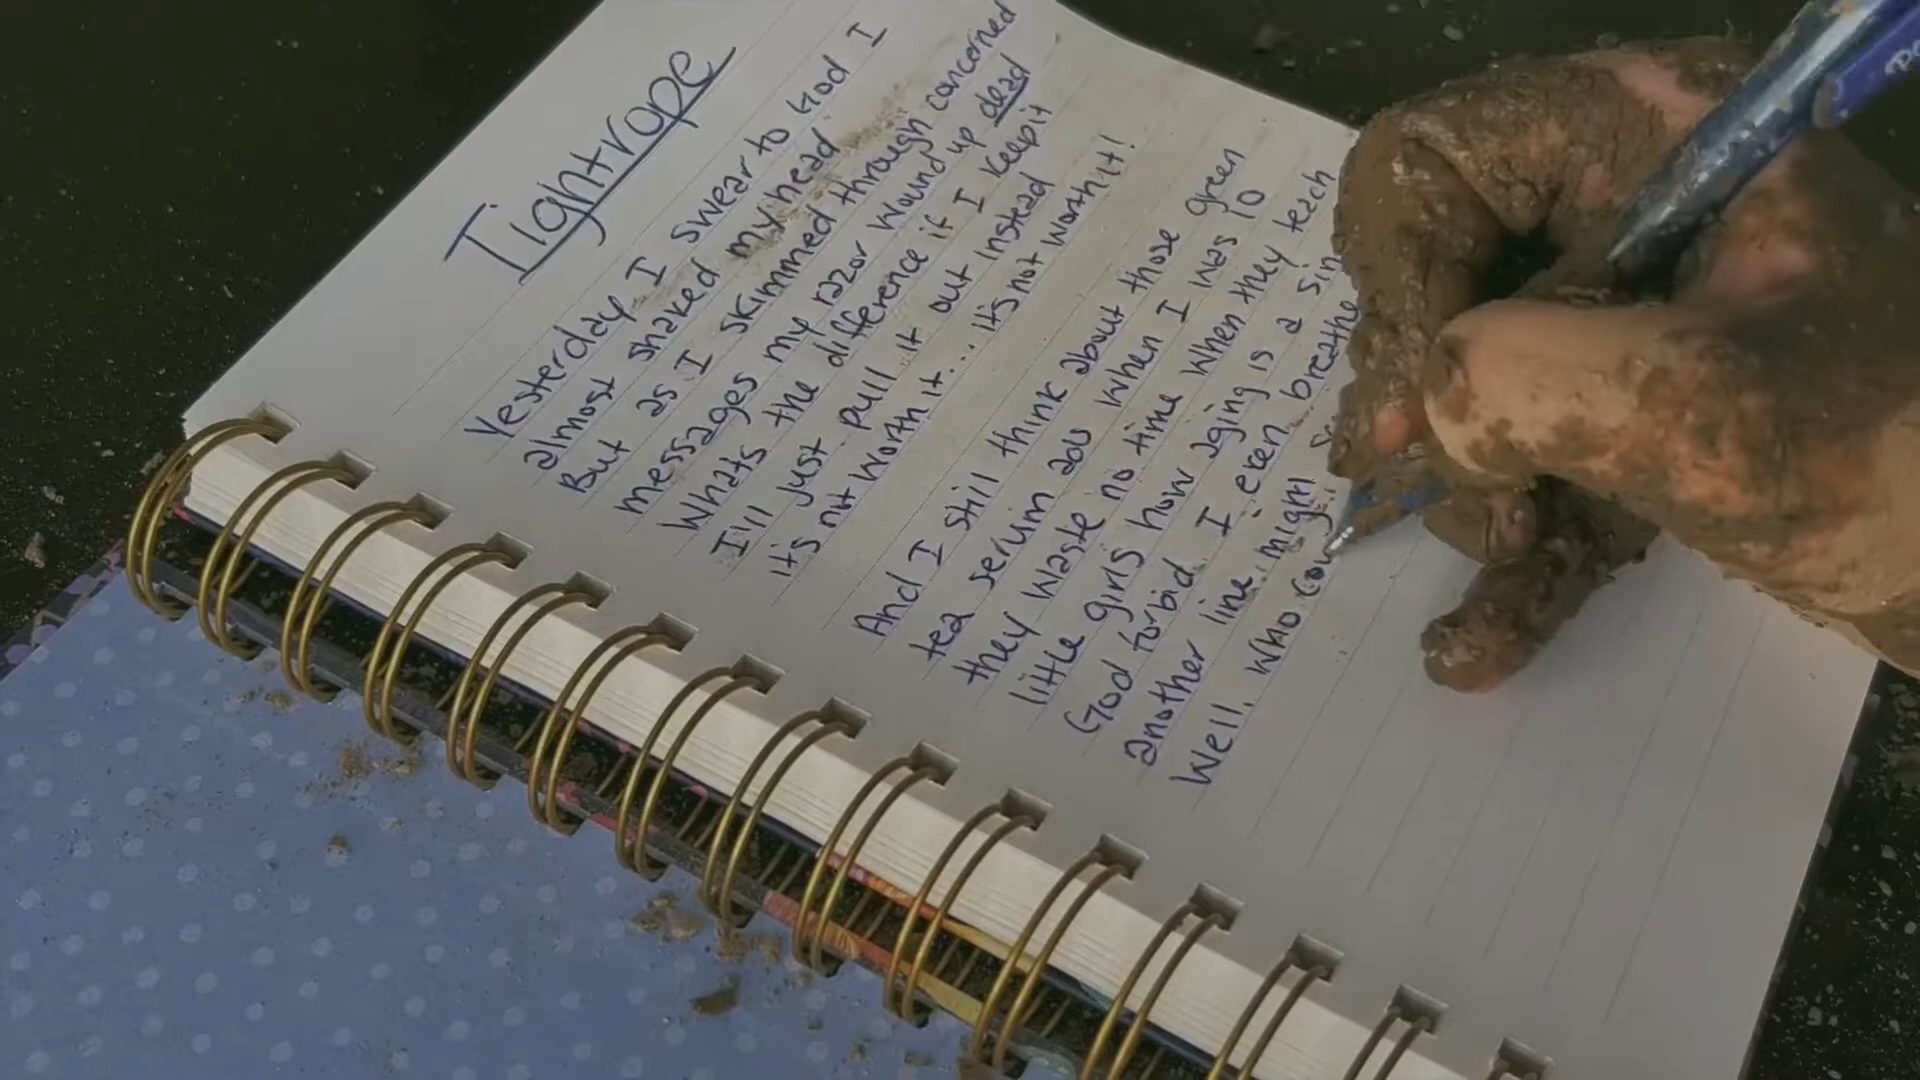 Tightrope
Yesterday I swear to God I
almost shaked my head
But as I skimmed through concerned
messages my razor wound up dead
Whats the difference if I keep it
I'll just pull it out instead
it's not worth it... it's not worth it!
And I still think about those green
tea serum ads when I was 10
they waste no time when they teach
little girls how aging is a sin
God forbid I even breathe
another line might
Well, who